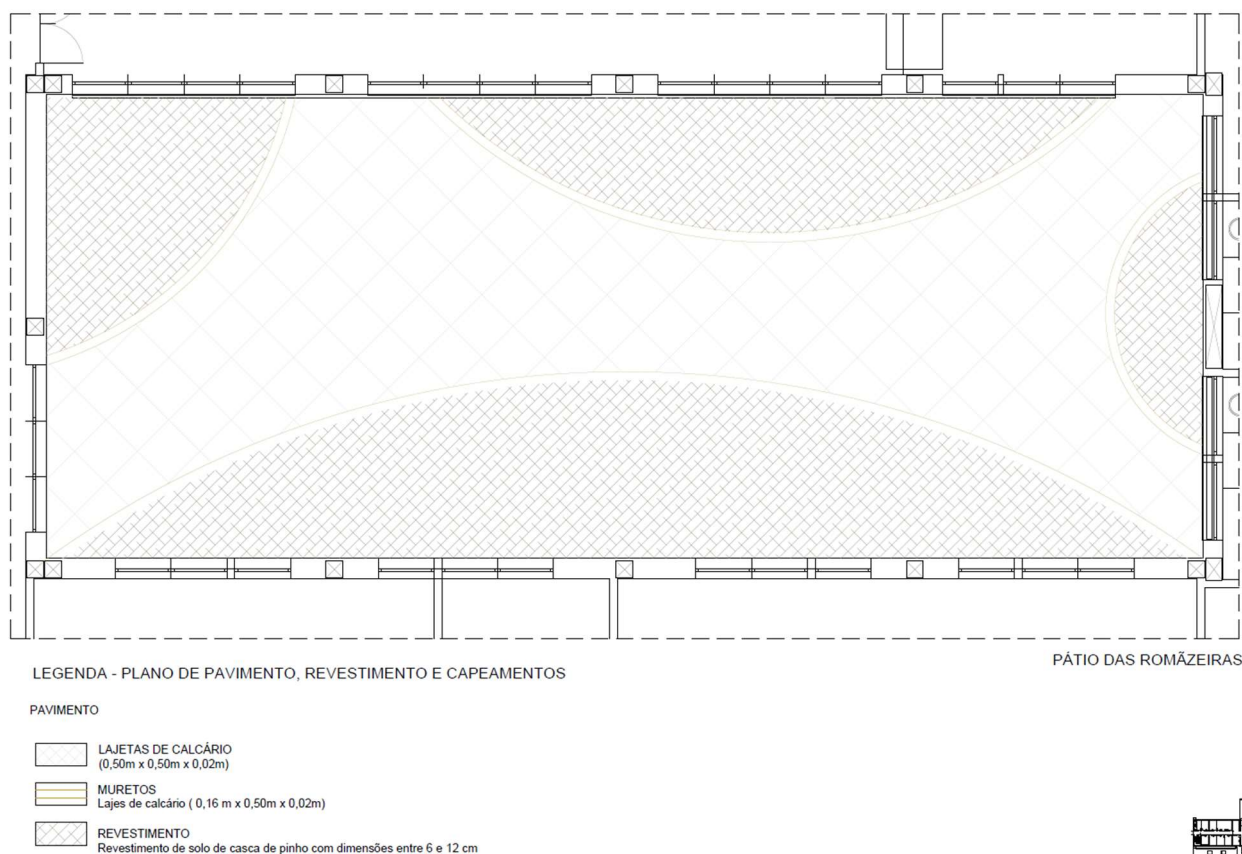 LEGENDA - PLANO DE PAVIMENTO, REVESTIMENTO E CAPEAMENTOS
PÁTIO DAS ROMÃZEIRAS
PAVIMENTO
LAJETAS DE CALCÁRIO
(0,50m x 0,50m x 0,02m)
MURETOS
Lajes de calcário ( 0,16 m x 0,50m x 0,02m)
REVESTIMENTO
Revestimento de solo de casca de pinho com dimensões entre 6 e 12 cm